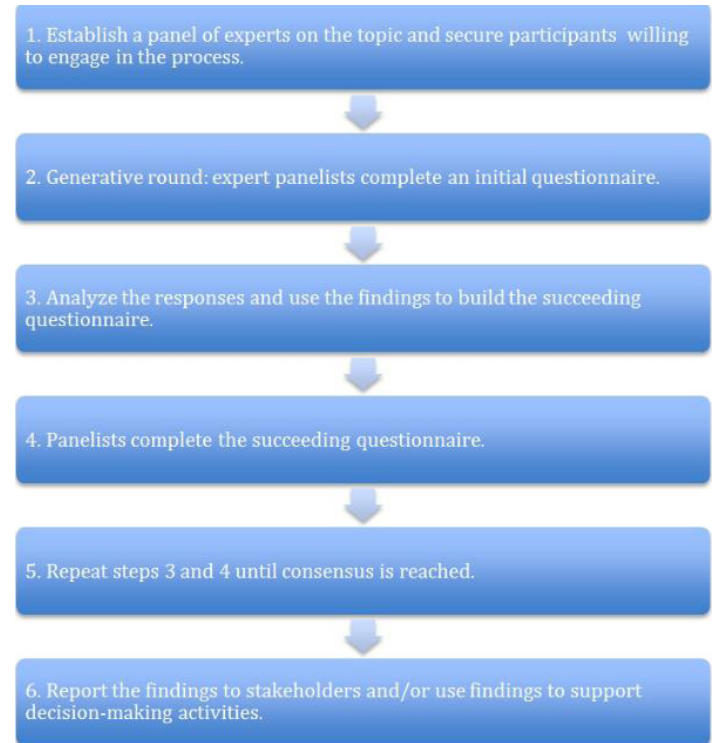 1. Establish a panel of experts on the topic and secure participants willing
to engage in the process.
2. Generative round: expert panelists complete an initial questionnaire.
3. Analyze the responses and use the findings to build the succeeding
questionnaire.
4. Panelists complete the succeeding questionnaire.
5. Repeat steps 3 and 4 until consensus is reached.
6. Report the findings to stakeholders and/or use findings to support
decision-making activities.